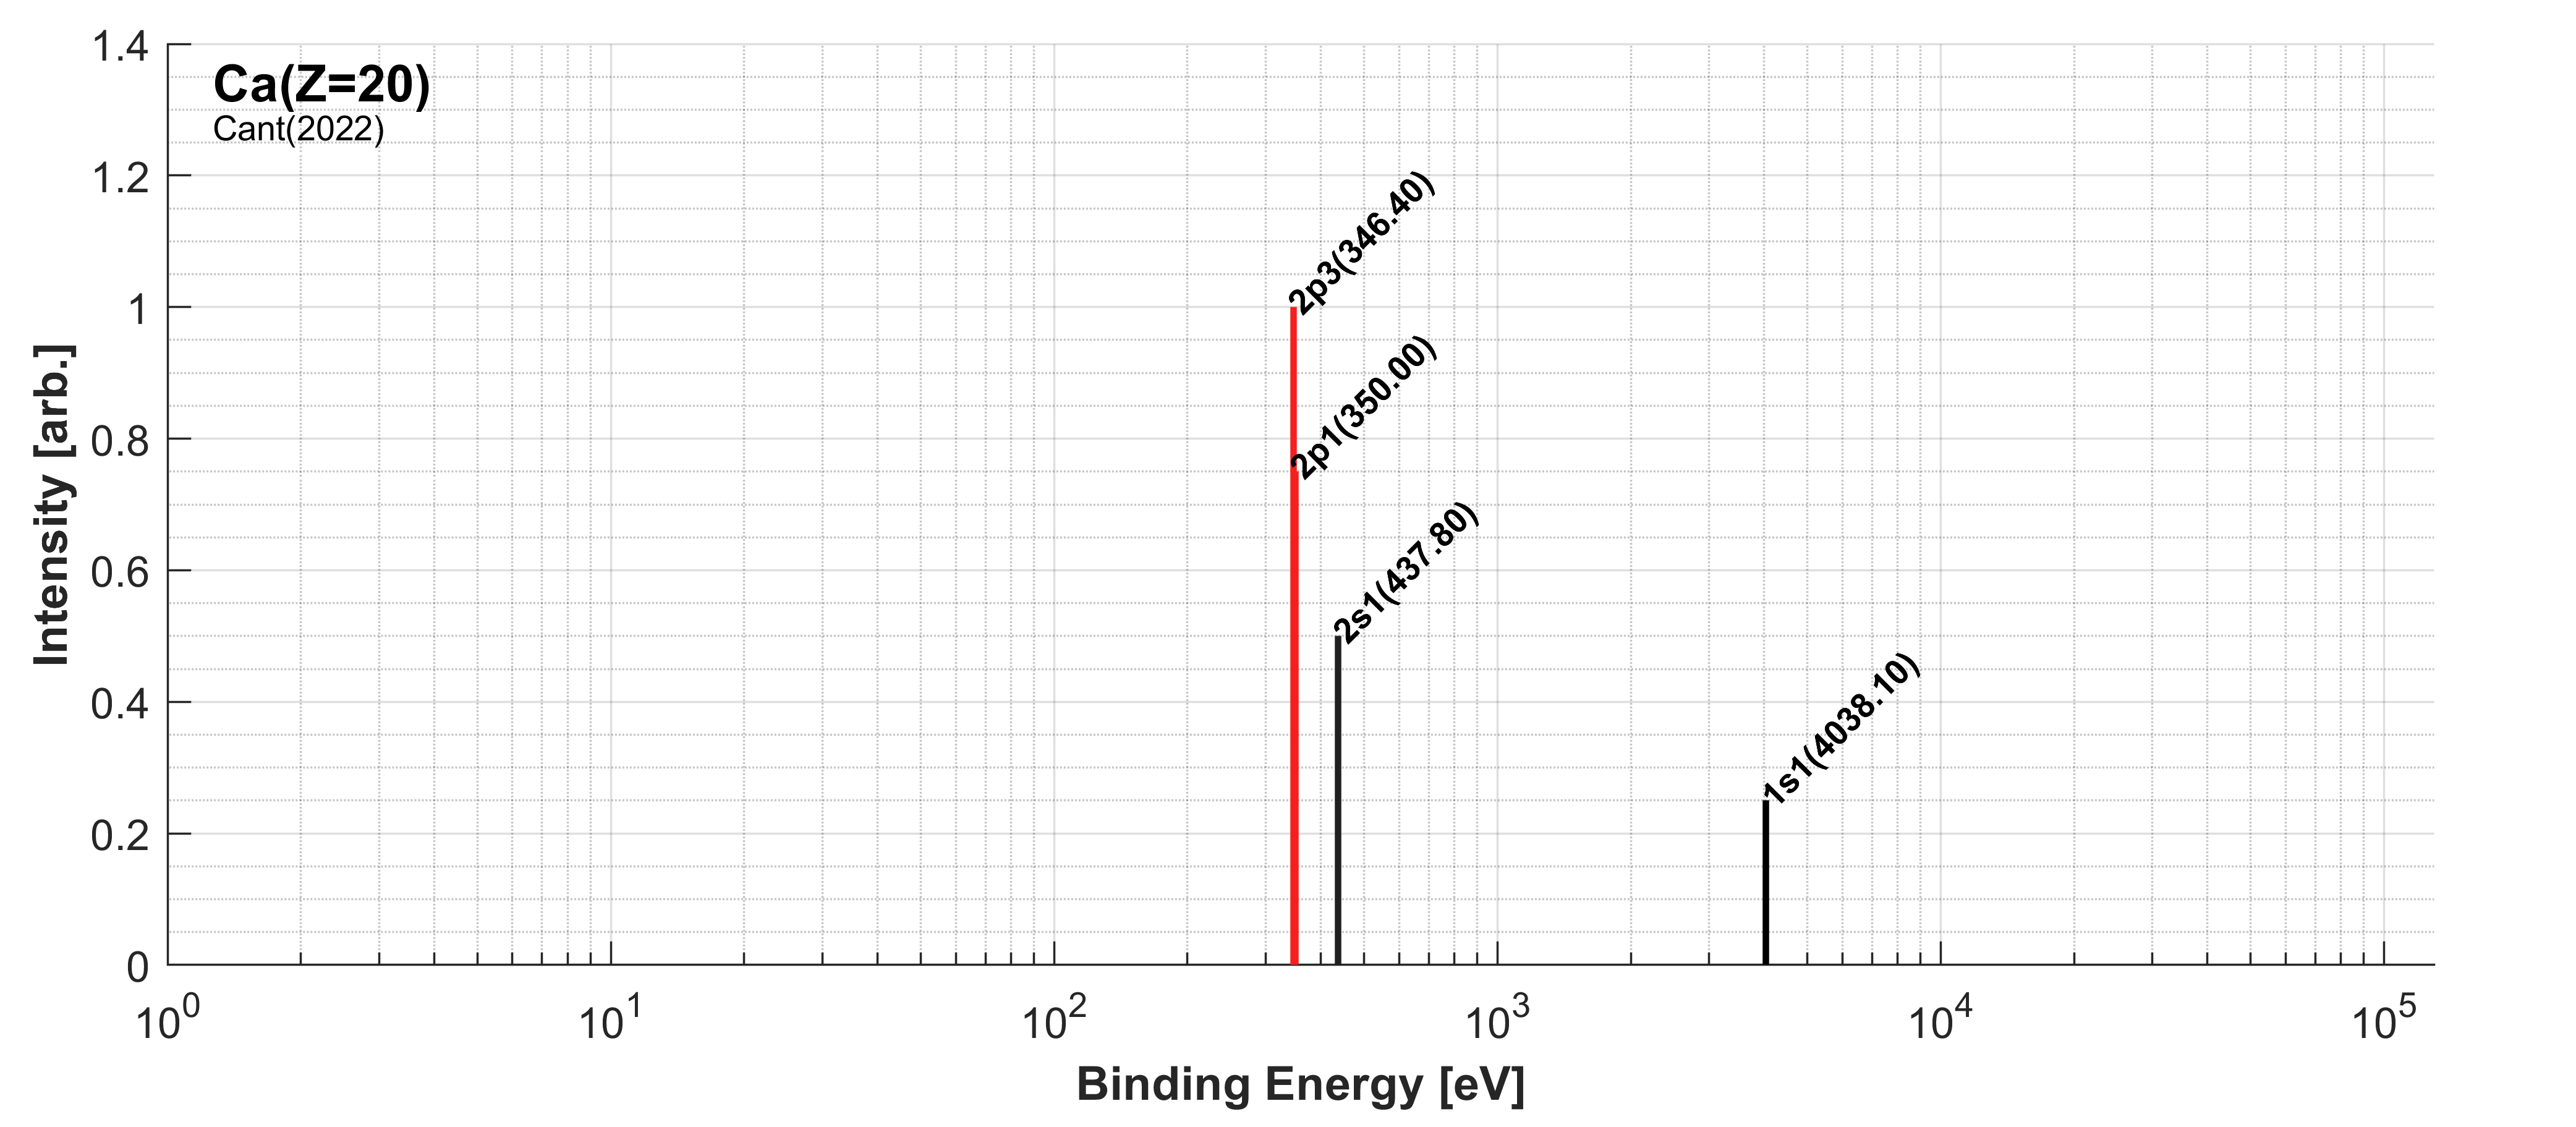 Ca(Z=20)
Cant(2022)
Intensity [arb.]
1.4
1.2
1
0.8
0.6
0.4
0.2
0
2p3(346.40)
2p1(350.00)
2s1(437.80)
1s1(4038.10)
10^0 10^1 10^2 10^3 10^4 10^5
Binding Energy [eV]